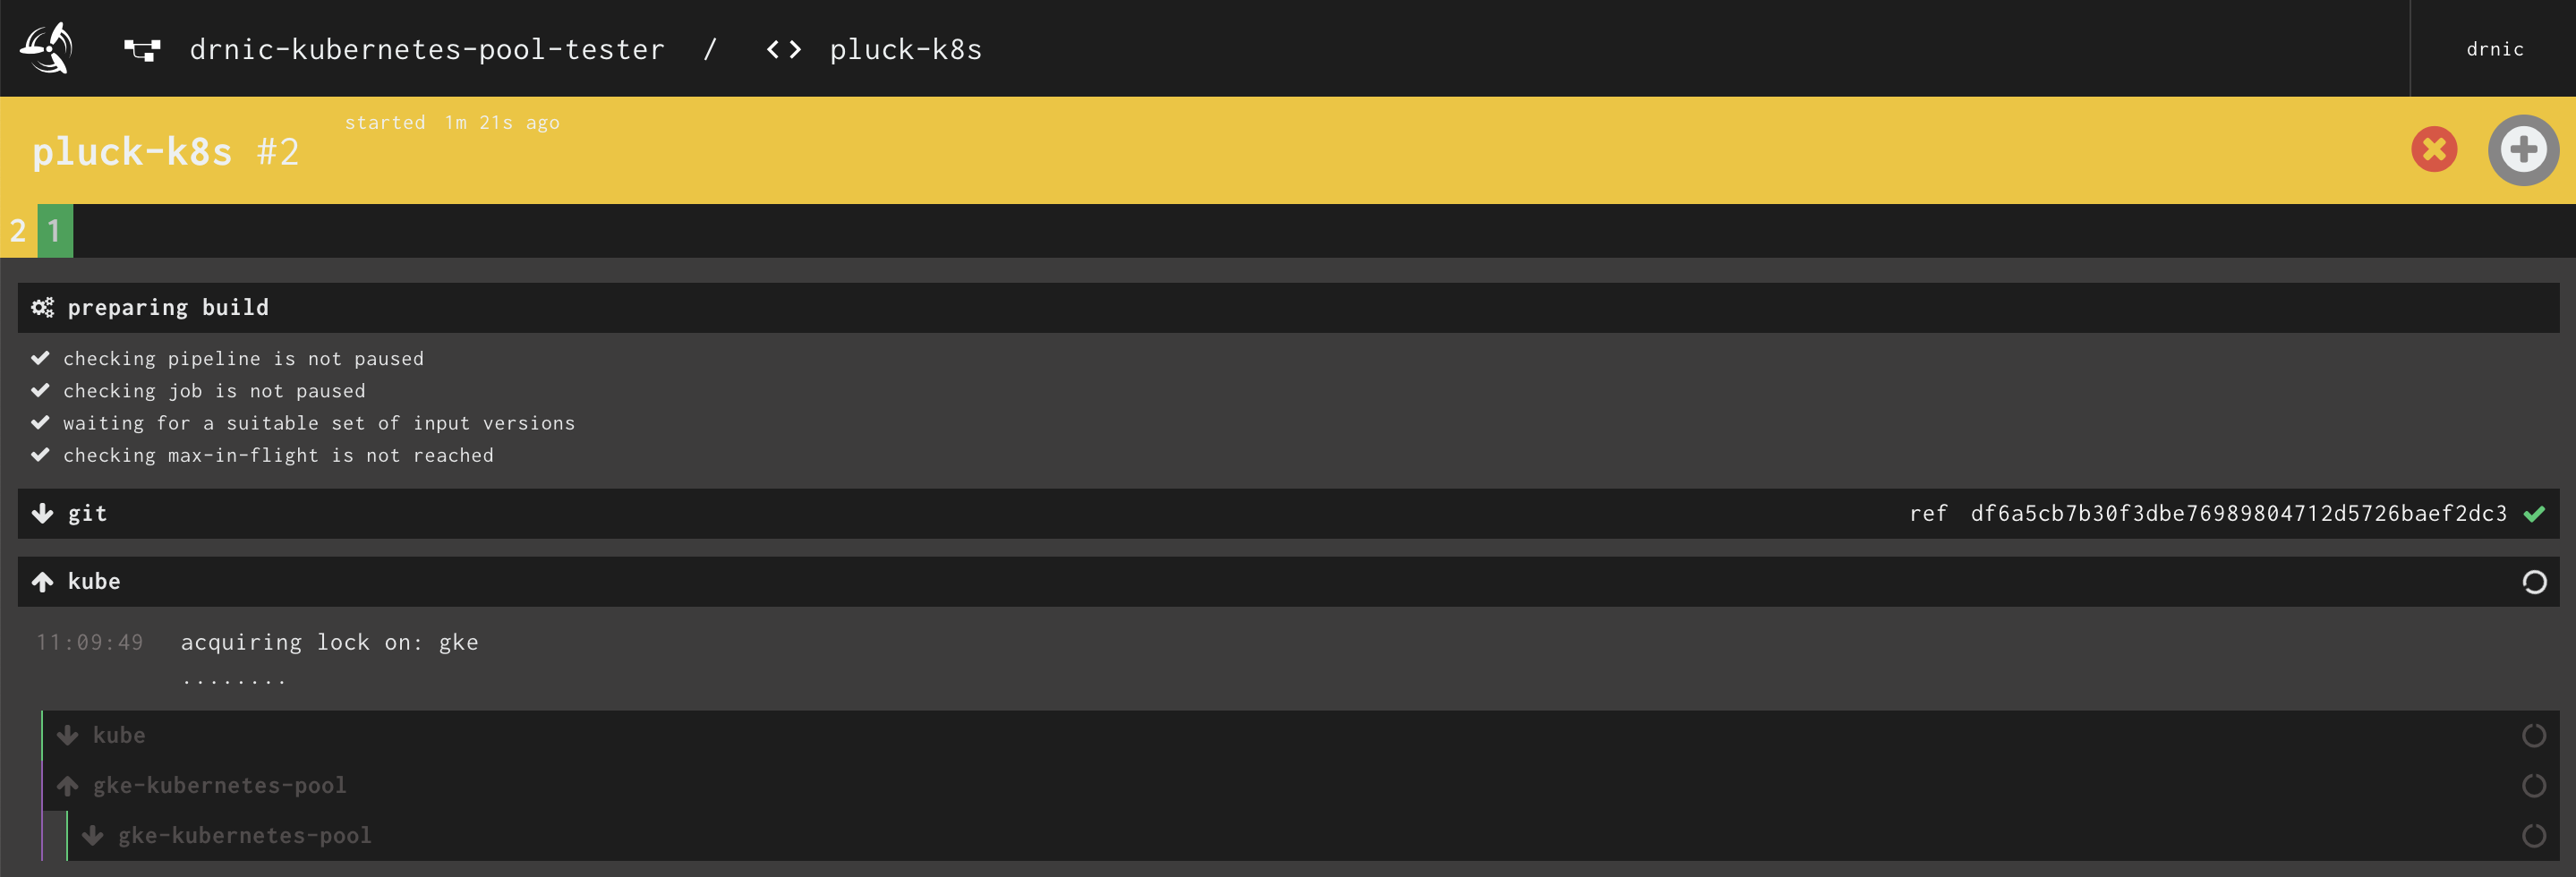 drnic-kubernetes-pool-tester / <> pluck-k8s drnic
pluck-k8s #2 started 1m 21s ago
2 1
preparing build
checking pipeline is not paused
checking job is not paused
waiting for a suitable set of input versions
checking max-in-flight is not reached
git ref df6a5cb7b30f3dbe76989804712d5726baef2dc3
kube
11:09:49 acquiring lock on: gke
........
kube
gke-kubernetes-pool
gke-kubernetes-pool